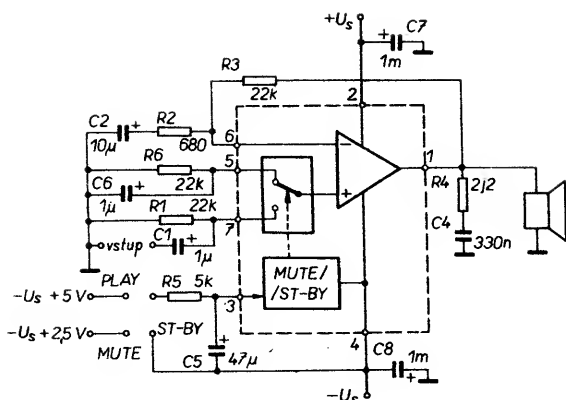 +Us
C7
1m
R3
22k
2
C2
R2
10µ
680
6
R6
5
22k
C6
1µ
R1
22k
7
vstup
C1
1µ
1
R4
2j2
C4
330n
MUTE/
/ST-BY
PLAY
R5
5k
-Us +5 V
3
-Us +2,5 V
MUTE
ST-BY
C5
47µ
4
C8
1m
-Us